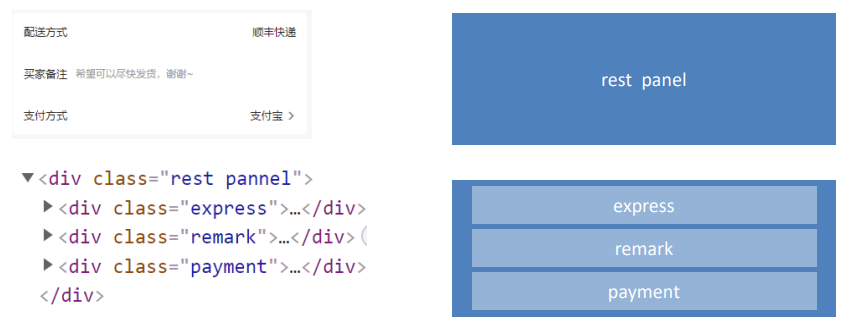 配送方式 顺丰快递
买家备注 希望可以尽快发货，谢谢~
支付方式 支付宝 >
rest panel
▼<div class="rest pannel">
▶<div class="express">…</div>
▶<div class="remark">…</div>
▶<div class="payment">…</div>
</div>
express
remark
payment